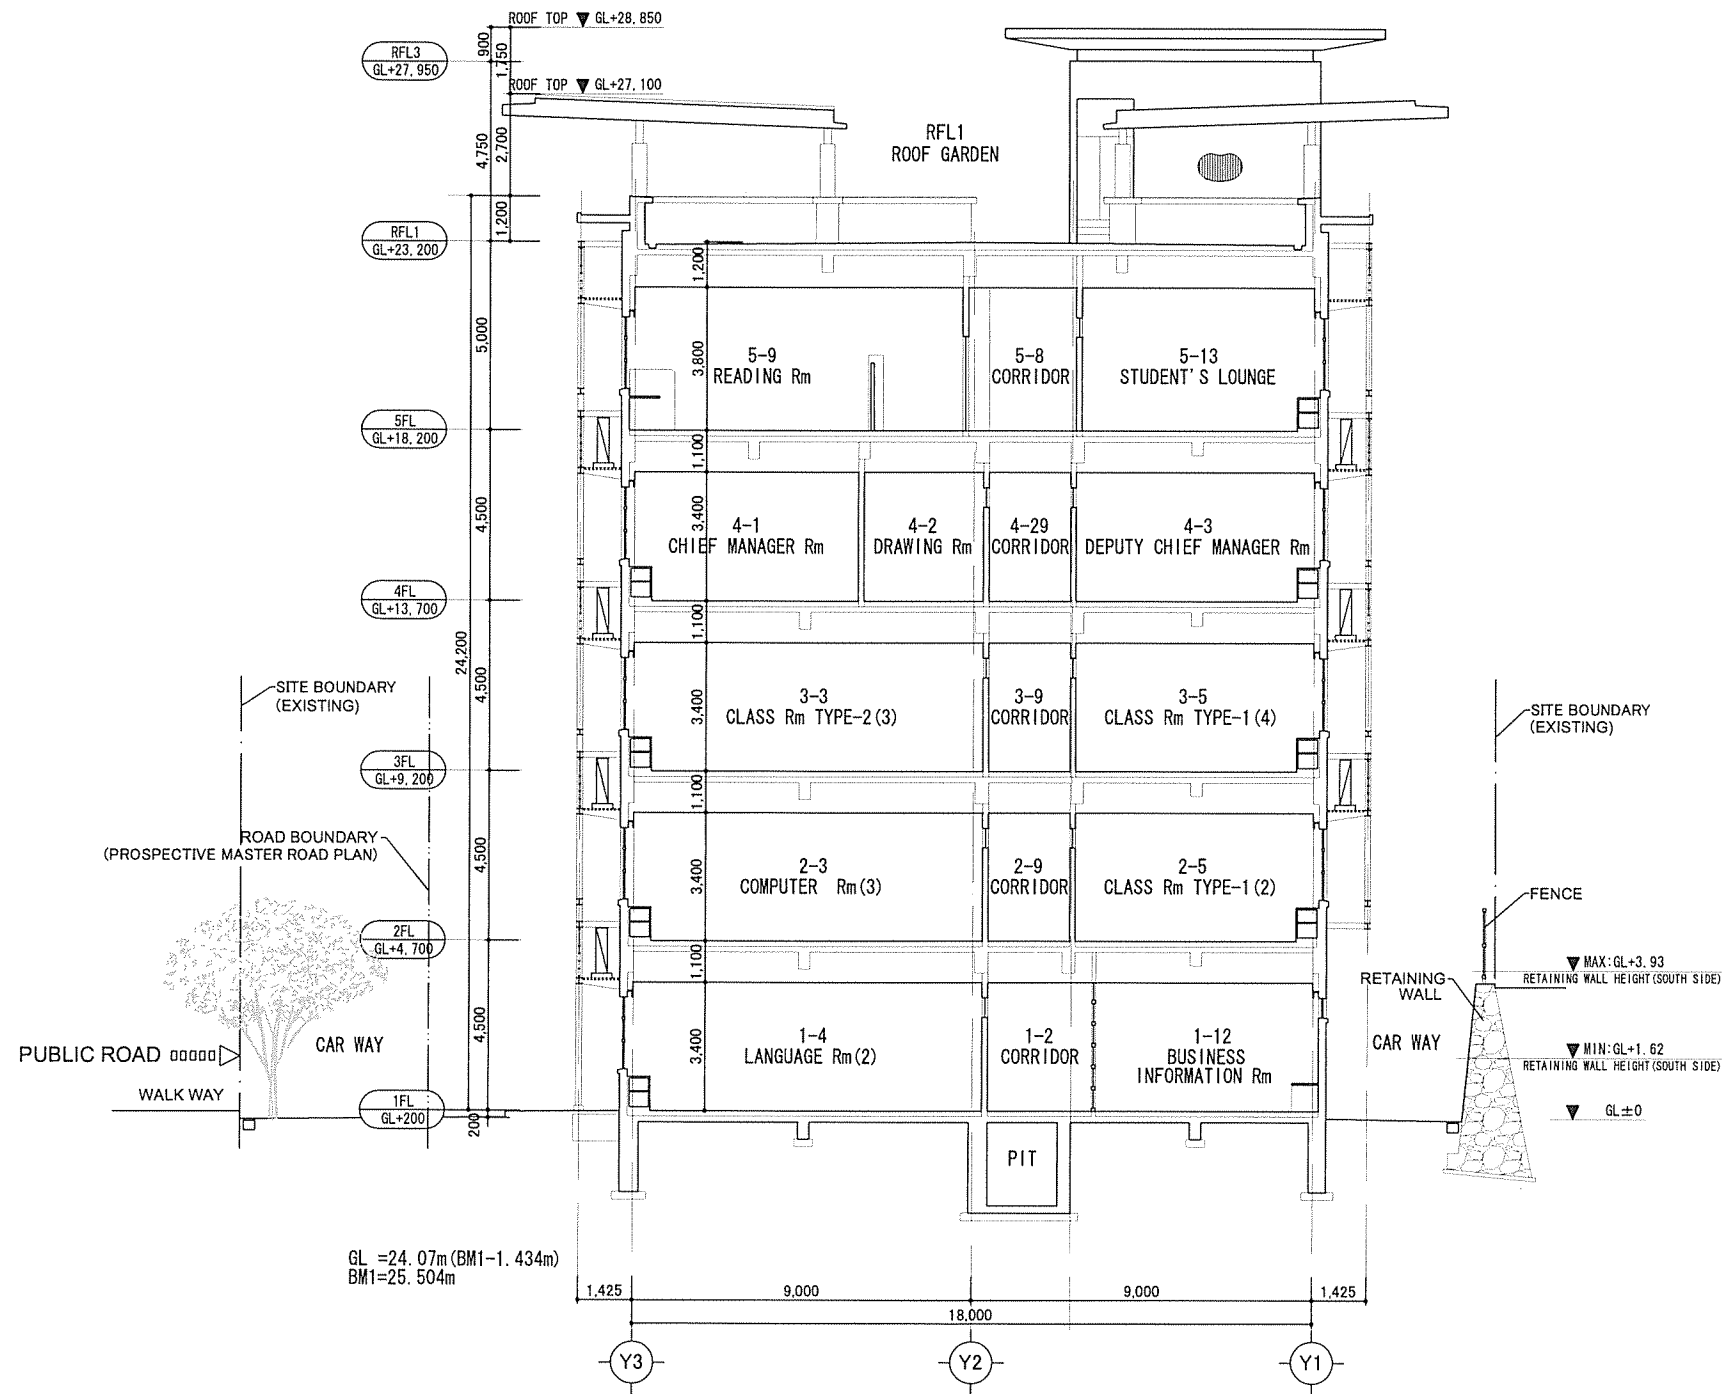 ROOF TOP ▼ GL+28,850
900
1,750
RFL3
GL+27,950
ROOF TOP ▼ GL+27,100
4,750
2,700
RFL1
ROOF GARDEN
1,200
RFL1
GL+23,200
1,200
5,000
3,800
5-9
READING Rm
5-8
CORRIDOR
5-13
STUDENT'S LOUNGE
5FL
GL+18,200
1,100
4,500
3,400
4-1
CHIEF MANAGER Rm
4-2
DRAWING Rm
4-29
CORRIDOR
4-3
DEPUTY CHIEF MANAGER Rm
4FL
GL+13,700
1,100
24,200
SITE BOUNDARY
(EXISTING)
4,500
3,400
3-3
CLASS Rm TYPE-2(3)
3-9
CORRIDOR
3-5
CLASS Rm TYPE-1(4)
SITE BOUNDARY
(EXISTING)
3FL
GL+9,200
1,100
ROAD BOUNDARY
(PROSPECTIVE MASTER ROAD PLAN)
4,500
3,400
2-3
COMPUTER Rm(3)
2-9
CORRIDOR
2-5
CLASS Rm TYPE-1(2)
FENCE
2FL
GL+4,700
1,100
▼ MAX:GL+3.93
RETAINING WALL HEIGHT(SOUTH SIDE)
RETAINING
WALL
4,500
3,400
PUBLIC ROAD
CAR WAY
1-4
LANGUAGE Rm(2)
1-2
CORRIDOR
1-12
BUSINESS
INFORMATION Rm
CAR WAY
▼ MIN:GL+1.62
RETAINING WALL HEIGHT(SOUTH SIDE)
WALK WAY
1FL
GL+200
200
▼ GL±0
PIT
GL =24.07m(BM1-1.434m)
BM1=25.504m
1,425
9,000
9,000
1,425
18,000
Y3
Y2
Y1